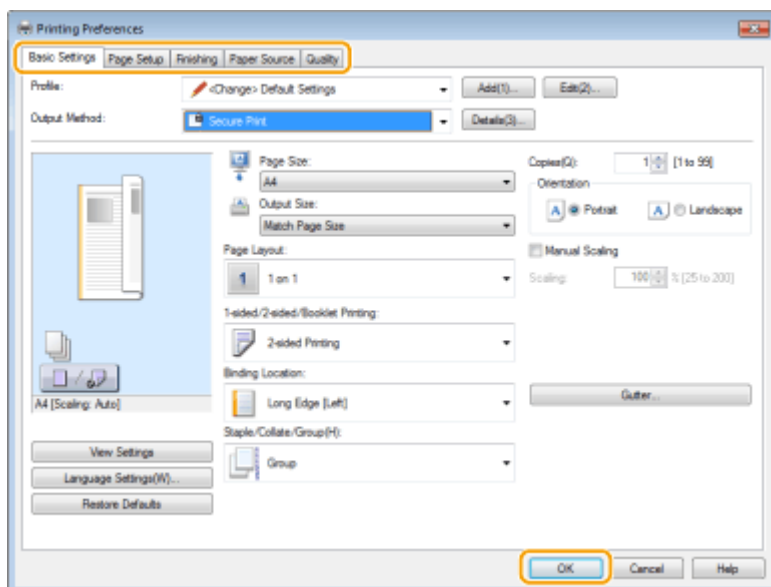 Printing Preferences
Basic Settings Page Setup Finishing Paper Source Quality
Profile: <Change> Default Settings Add(1)... Edit(2)...
Output Method: Secure Print Details(3)...
Page Size:
A4
Output Size:
Match Page Size
Page Layout:
1 1 on 1
1-sided/2-sided/Booklet Printing:
2-sided Printing
Binding Location:
Long Edge [Left]
Staple/Collate/Group(H):
Group
Copies(Q): 1 [1 to 99]
Orientation
A Portrait A Landscape
Manual Scaling
Scaling: 100 % [25 to 200]
Gutter...
A4 [Scaling: Auto]
View Settings
Language Settings(W)...
Restore Defaults
OK Cancel Help